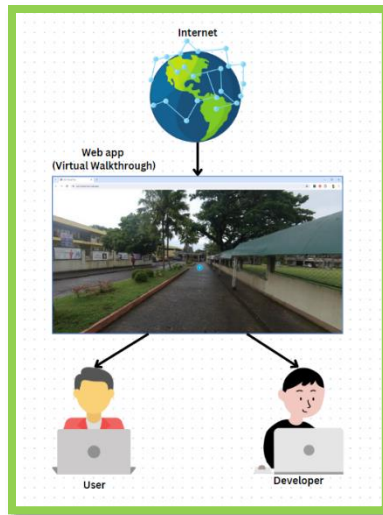 Internet
Web app
(Virtual Walkthrough)
User
Developer